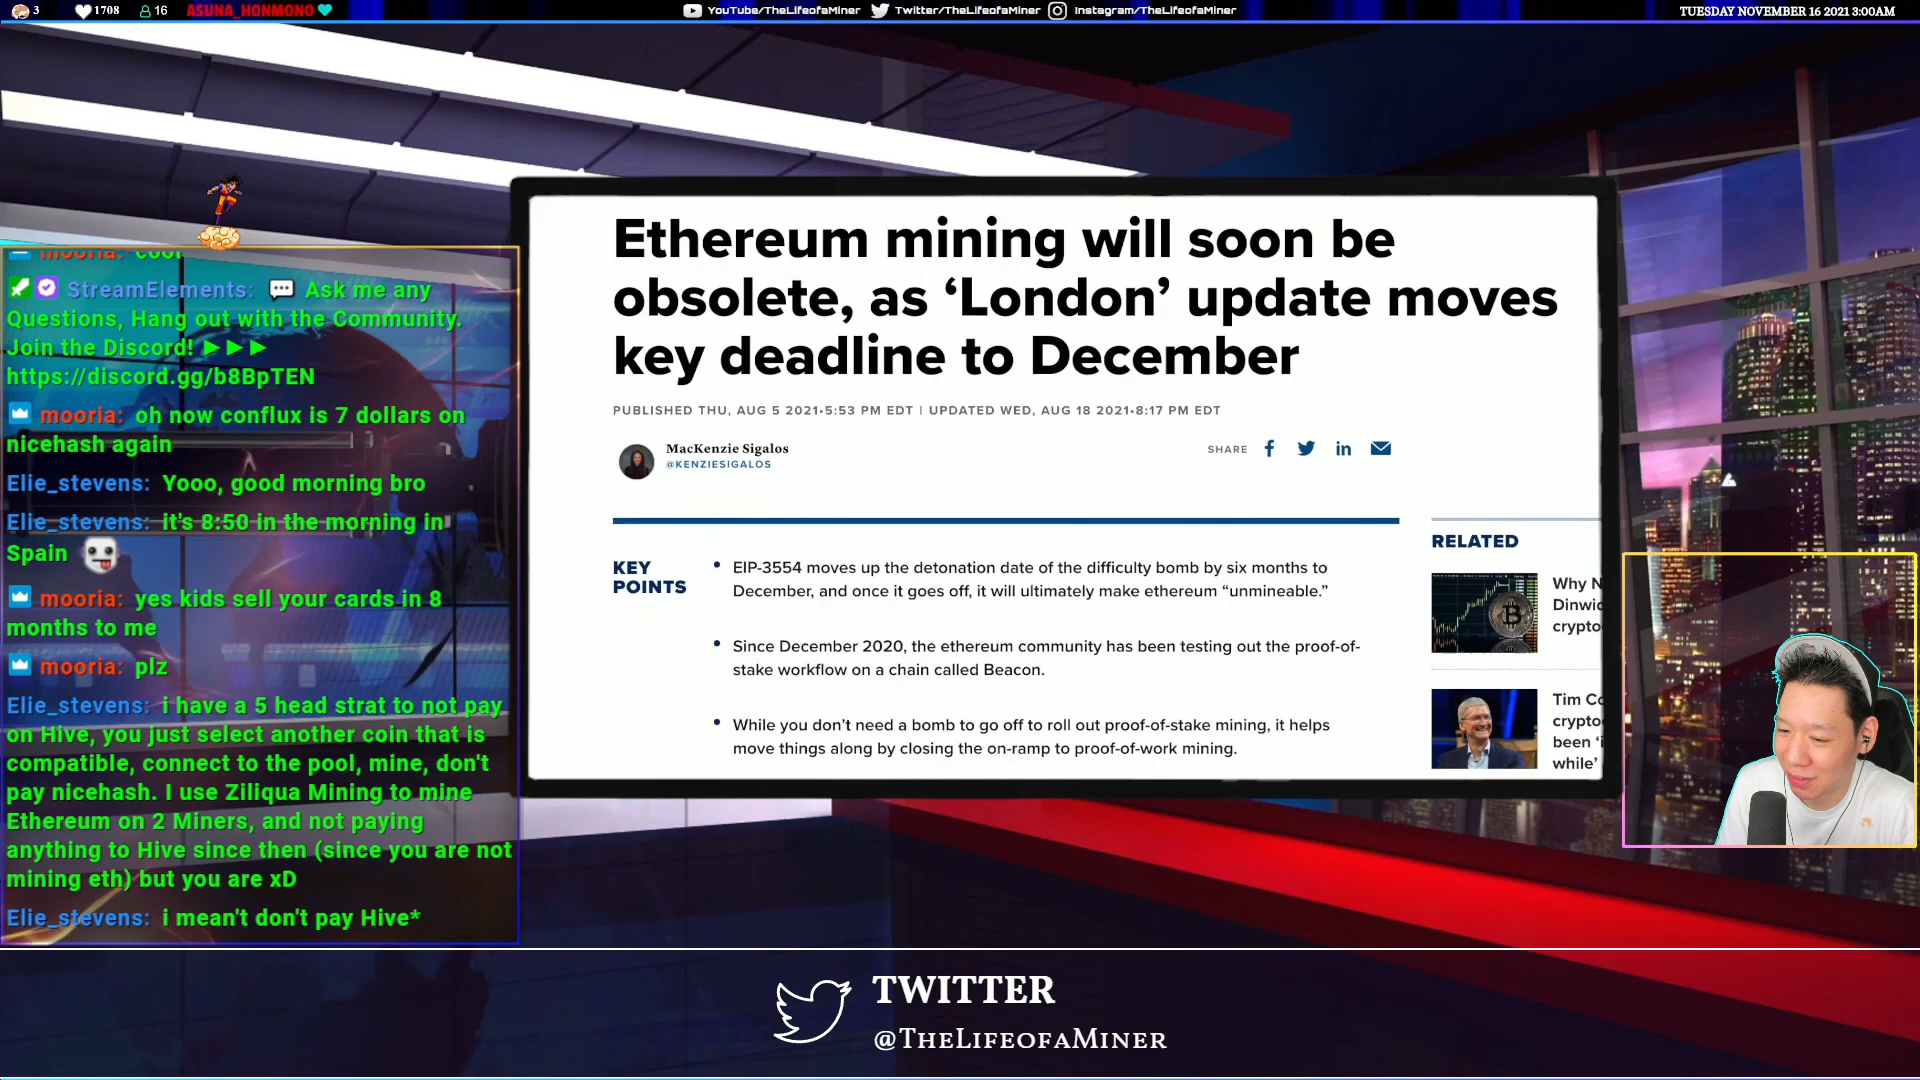 3 1708 16 ASUNA_HONMONO
YouTube/TheLifeofaMiner Twitter/TheLifeofaMiner Instagram/TheLifeofaMiner
TUESDAY NOVEMBER 16 2021 3:00AM
mooria: cool
StreamElements: Ask me any
Questions, Hang out with the Community.
Join the Discord! ▶ ▶ ▶
https://discord.gg/b8BpTEN
mooria: oh now conflux is 7 dollars on
nicehash again
Elie_stevens: Yooo, good morning bro
Elie_stevens: it's 8:50 in the morning in
Spain
mooria: yes kids sell your cards in 8
months to me
mooria: plz
Elie_stevens: i have a 5 head strat to not pay
on Hive, you just select another coin that is
compatible, connect to the pool, mine, don't
pay nicehash. I use Ziliqua Mining to mine
Ethereum on 2 Miners, and not paying
anything to Hive since then (since you are not
mining eth) but you are xD
Elie_stevens: i mean't don't pay Hive*
Ethereum mining will soon be
obsolete, as ‘London’ update moves
key deadline to December
PUBLISHED THU, AUG 5 2021•5:53 PM EDT | UPDATED WED, AUG 18 2021•8:17 PM EDT
MacKenzie Sigalos
@KENZIESIGALOS
SHARE
KEY
POINTS
• EIP-3554 moves up the detonation date of the difficulty bomb by six months to
December, and once it goes off, it will ultimately make ethereum “unmineable.”
• Since December 2020, the ethereum community has been testing out the proof-of-
stake workflow on a chain called Beacon.
• While you don’t need a bomb to go off to roll out proof-of-stake mining, it helps
move things along by closing the on-ramp to proof-of-work mining.
RELATED
Why N
Dinwid
crypto
Tim Co
crypto
been ‘i
while’
TWITTER
@TheLifeofaMiner